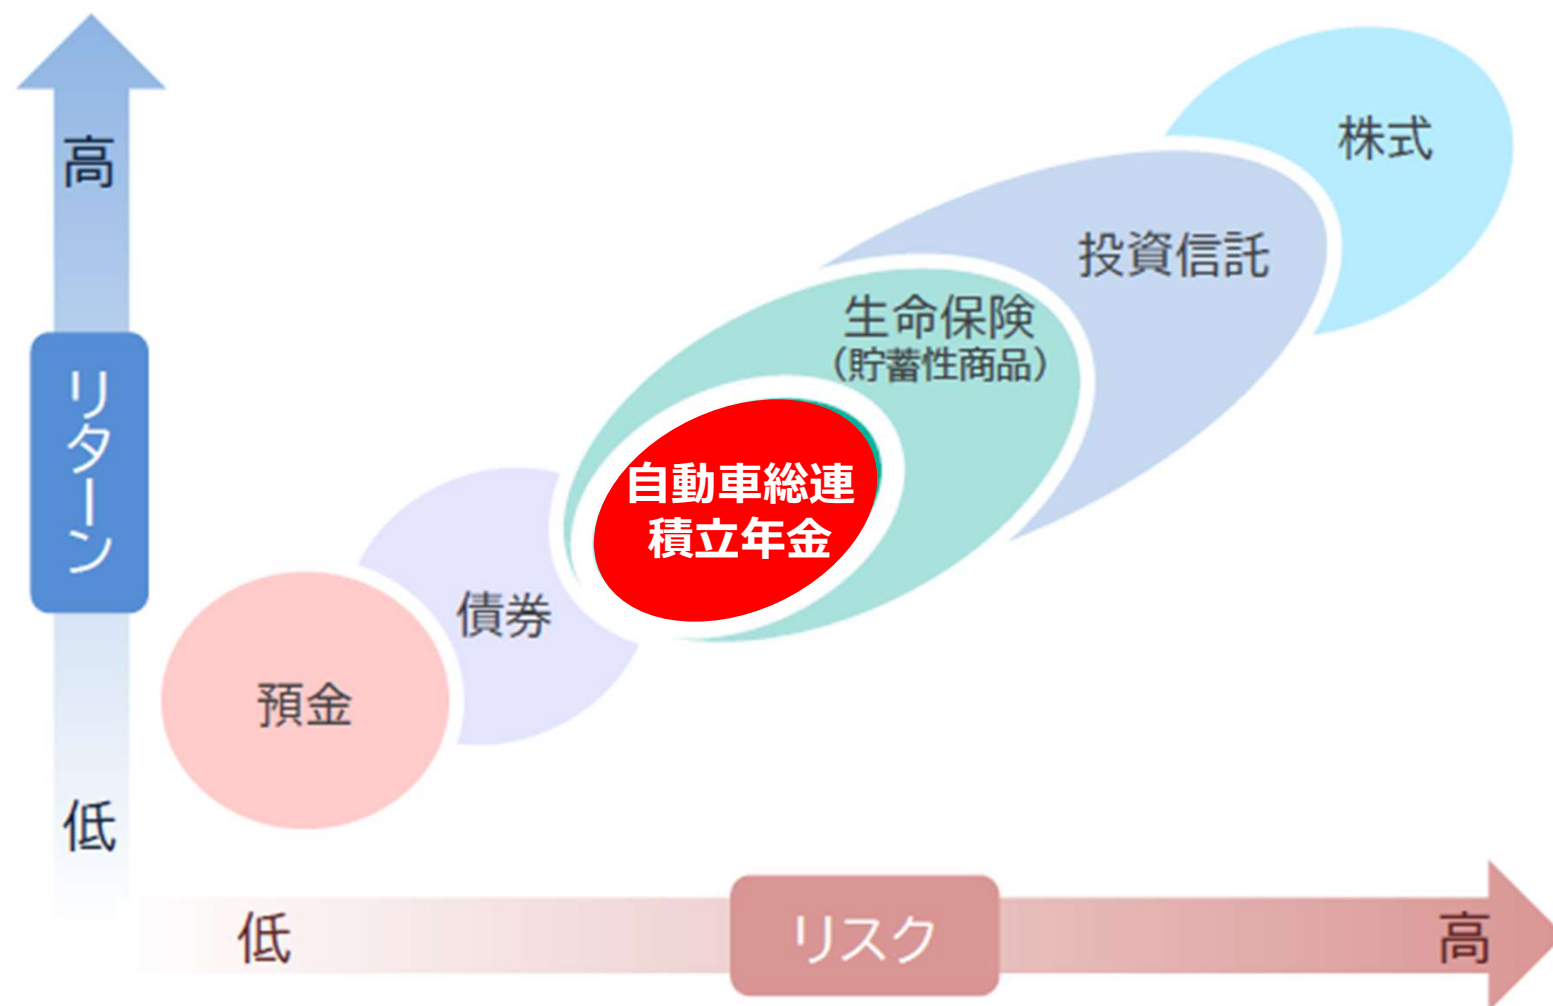 高
リターン
低
株式
投資信託
生命保険
（貯蓄性商品）
自動車総連
積立年金
債券
預金
低
リスク
高